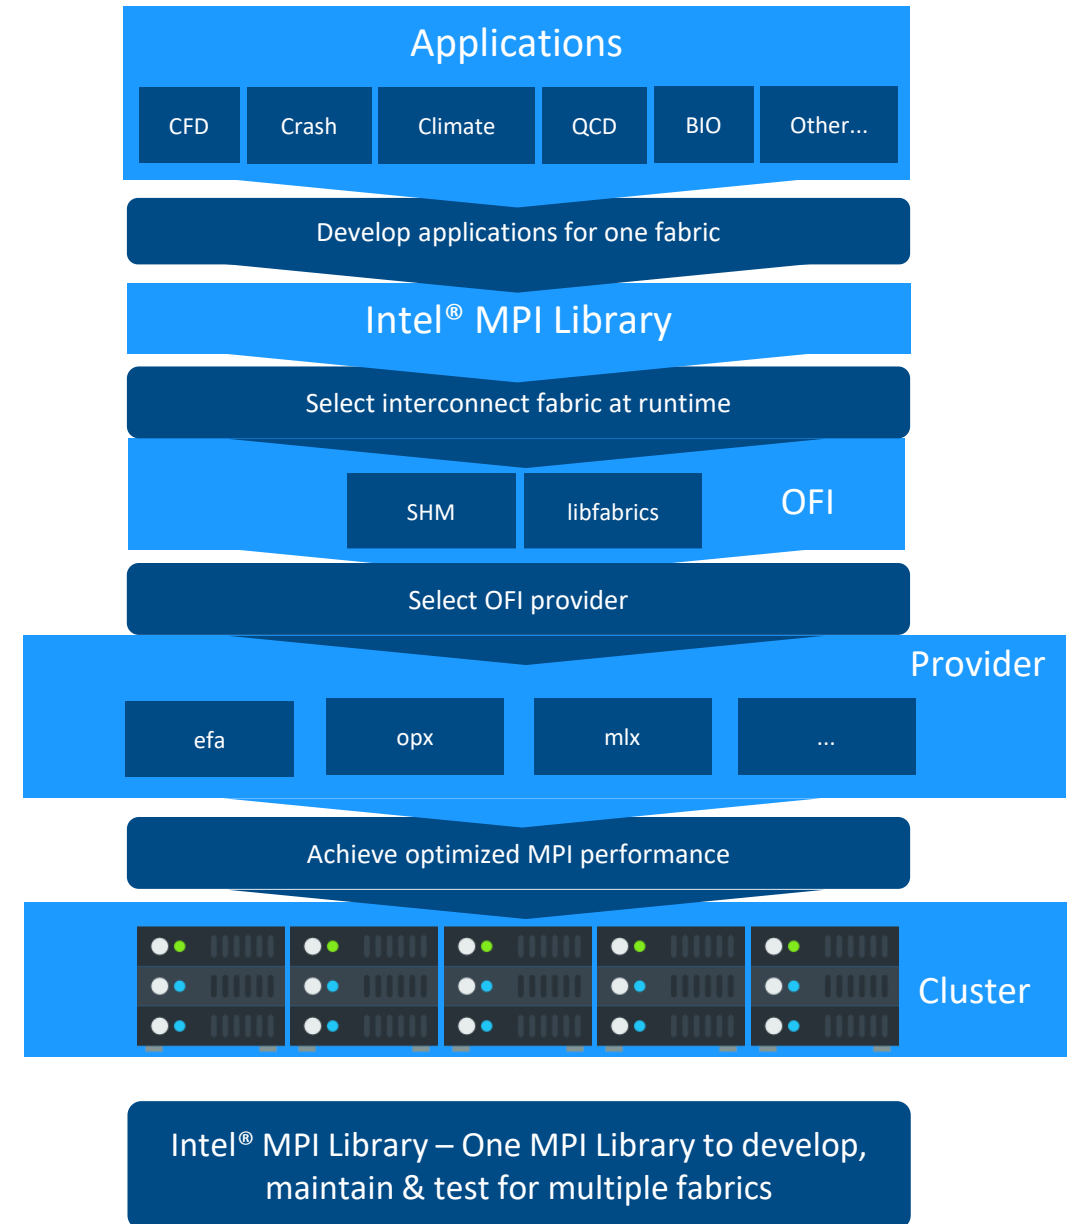 Applications
CFD
Crash
Climate
QCD
BIO
Other...
Develop applications for one fabric
Intel® MPI Library
Select interconnect fabric at runtime
SHM
libfabrics
OFI
Select OFI provider
Provider
efa
opx
mlx
...
Achieve optimized MPI performance
Cluster
Intel® MPI Library – One MPI Library to develop,
maintain & test for multiple fabrics